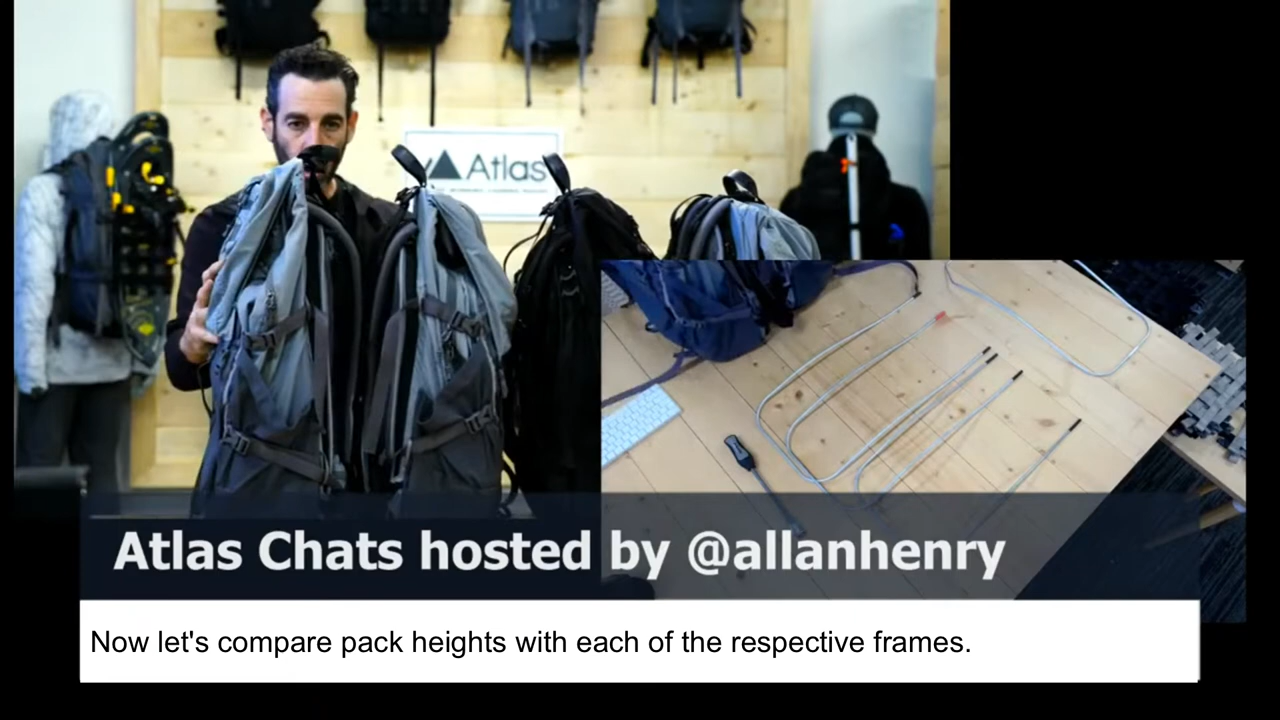 Atlas
Atlas Chats hosted by @allanhenry
Now let's compare pack heights with each of the respective frames.